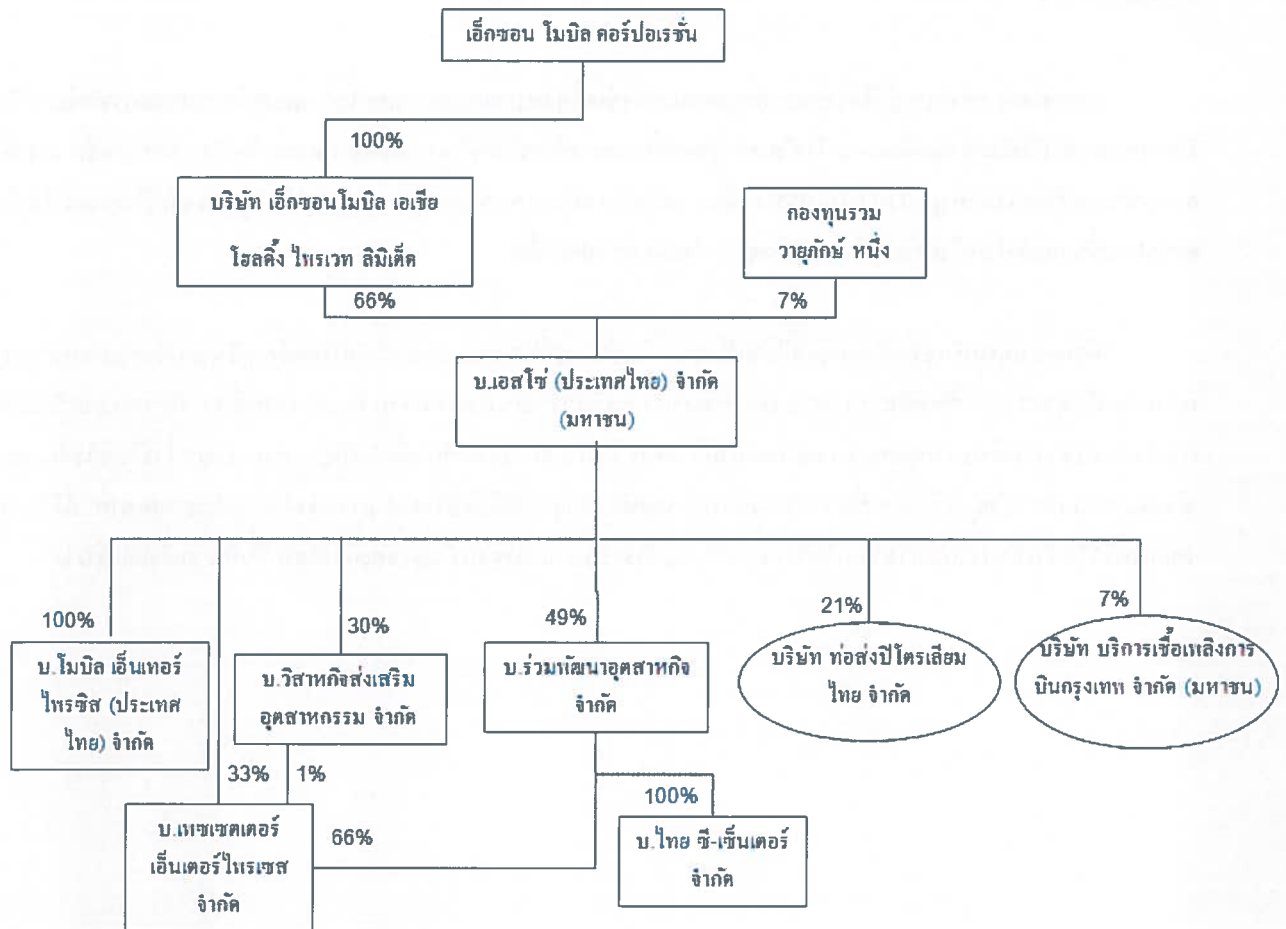 เอ็กซอน โมบิล คอร์ปอเรชั่น
100%
บริษัท เอ็กซอนโมบิล เอเชีย
โฮลดิ้ง ไพรเวท ลิมิเต็ด
กองทุนรวม
วายุภักษ์ หนึ่ง
66%
7%
บ.เอสโซ่ (ประเทศไทย) จำกัด
(มหาชน)
100%
30%
49%
21%
7%
บ.โมบิล เอ็นเทอร์
ไพรซิส (ประเทศ
ไทย) จำกัด
บ.วิสาหกิจส่งเสริม
อุตสาหกรรม จำกัด
บ.ร่วมพัฒนาอุตสาหกิจ
จำกัด
บริษัท ท่อส่งปิโตรเลียม
ไทย จำกัด
บริษัท บริการเชื้อเพลิงการ
บินกรุงเทพ จำกัด (มหาชน)
33%
1%
66%
100%
บ.เทซเซตเตอร์
เอ็นเตอร์ไพรเซส
จำกัด
บ.ไทย ซี-เซ็นเตอร์
จำกัด